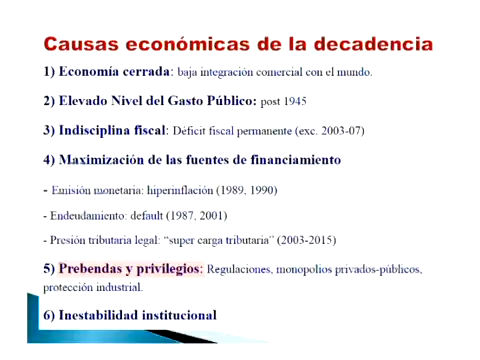 Causas económicas de la decadencia
1) Economía cerrada: baja integración comercial con el mundo.
2) Elevado Nivel del Gasto Público: post 1945
3) Indisciplina fiscal: Déficit fiscal permanente (exc. 2003-07)
4) Maximización de las fuentes de financiamiento
- Emisión monetaria: hiperinflación (1989, 1990)
- Endeudamiento: default (1987, 2001)
- Presión tributaria legal: “super carga tributaria” (2003-2015)
5) Prebendas y privilegios: Regulaciones, monopolios privados-públicos,
protección industrial.
6) Inestabilidad institucional